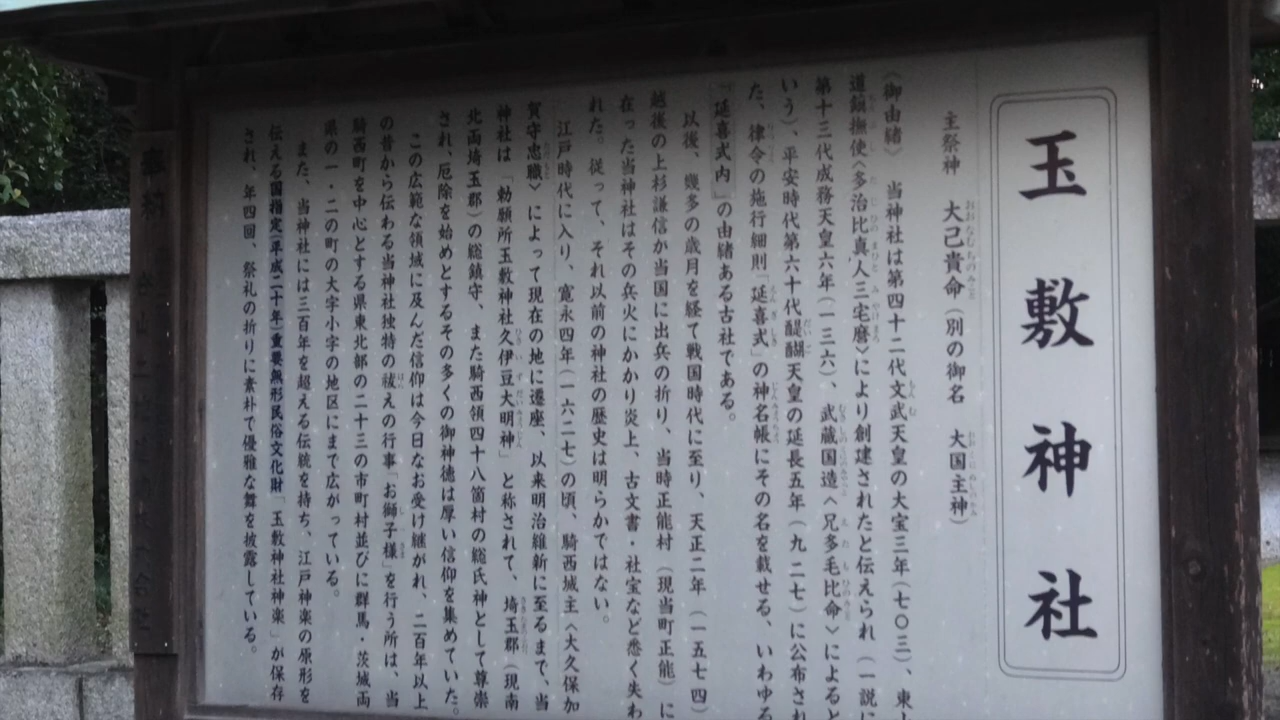 玉敷神社
主祭神 大己貴命（別の御名 大国主神）
〈御由緒〉 当神社は第四十二代文武天皇の大宝三年（七〇三）、東
道鎮撫使〈多治比真人三宅麿〉により創建されたと伝えられ（一説に
第十三代成務天皇六年（一三六）、武蔵国造〈兄多毛比命〉によると
いう）、平安時代第六十代醍醐天皇の延長五年（九二七）に公布され
た、律令の施行細則「延喜式」の神名帳にその名を載せる、いわゆる
『延喜式内』の由緒ある古社である。
以後、幾多の歳月を経て戦国時代に至り、天正二年（一五七四）
越後の上杉謙信が当国に出兵の折り、当時正能村（現当町正能）に
在った当神社はその兵火にかかり炎上、古文書・社宝など悉く失わ
れた。従って、それ以前の神社の歴史は明らかではない。
江戸時代に入り、寛永四年（一六二七）の頃、騎西城主〈大久保加
賀守忠職〉によって現在の地に遷座、以来明治維新に至るまで、当
神社は「勅願所玉敷神社久伊豆大明神」と称されて、埼玉郡（現南
北両埼玉郡）の総鎮守、また騎西領四十八箇村の総氏神として尊崇
され、厄除を始めとするその多くの御神徳は厚い信仰を集めていた。
この広範な領域に及んだ信仰は今日なお受け継がれ、二百年以上
の昔から伝わる当神社独特の祓えの行事「お獅子様」を行う所は、当
騎西町を中心とする県東北部の二十三の市町村並びに群馬・茨城両
県の一・二の町の大字小字の地区にまで広がっている。
また、当神社には三百年を超える伝統を持ち、江戸神楽の原形を
伝える国指定（平成二十年）重要無形民俗文化財「玉敷神社神楽」が保存
され、年四回、祭礼の折りに素朴で優雅な舞を披露している。
奉納